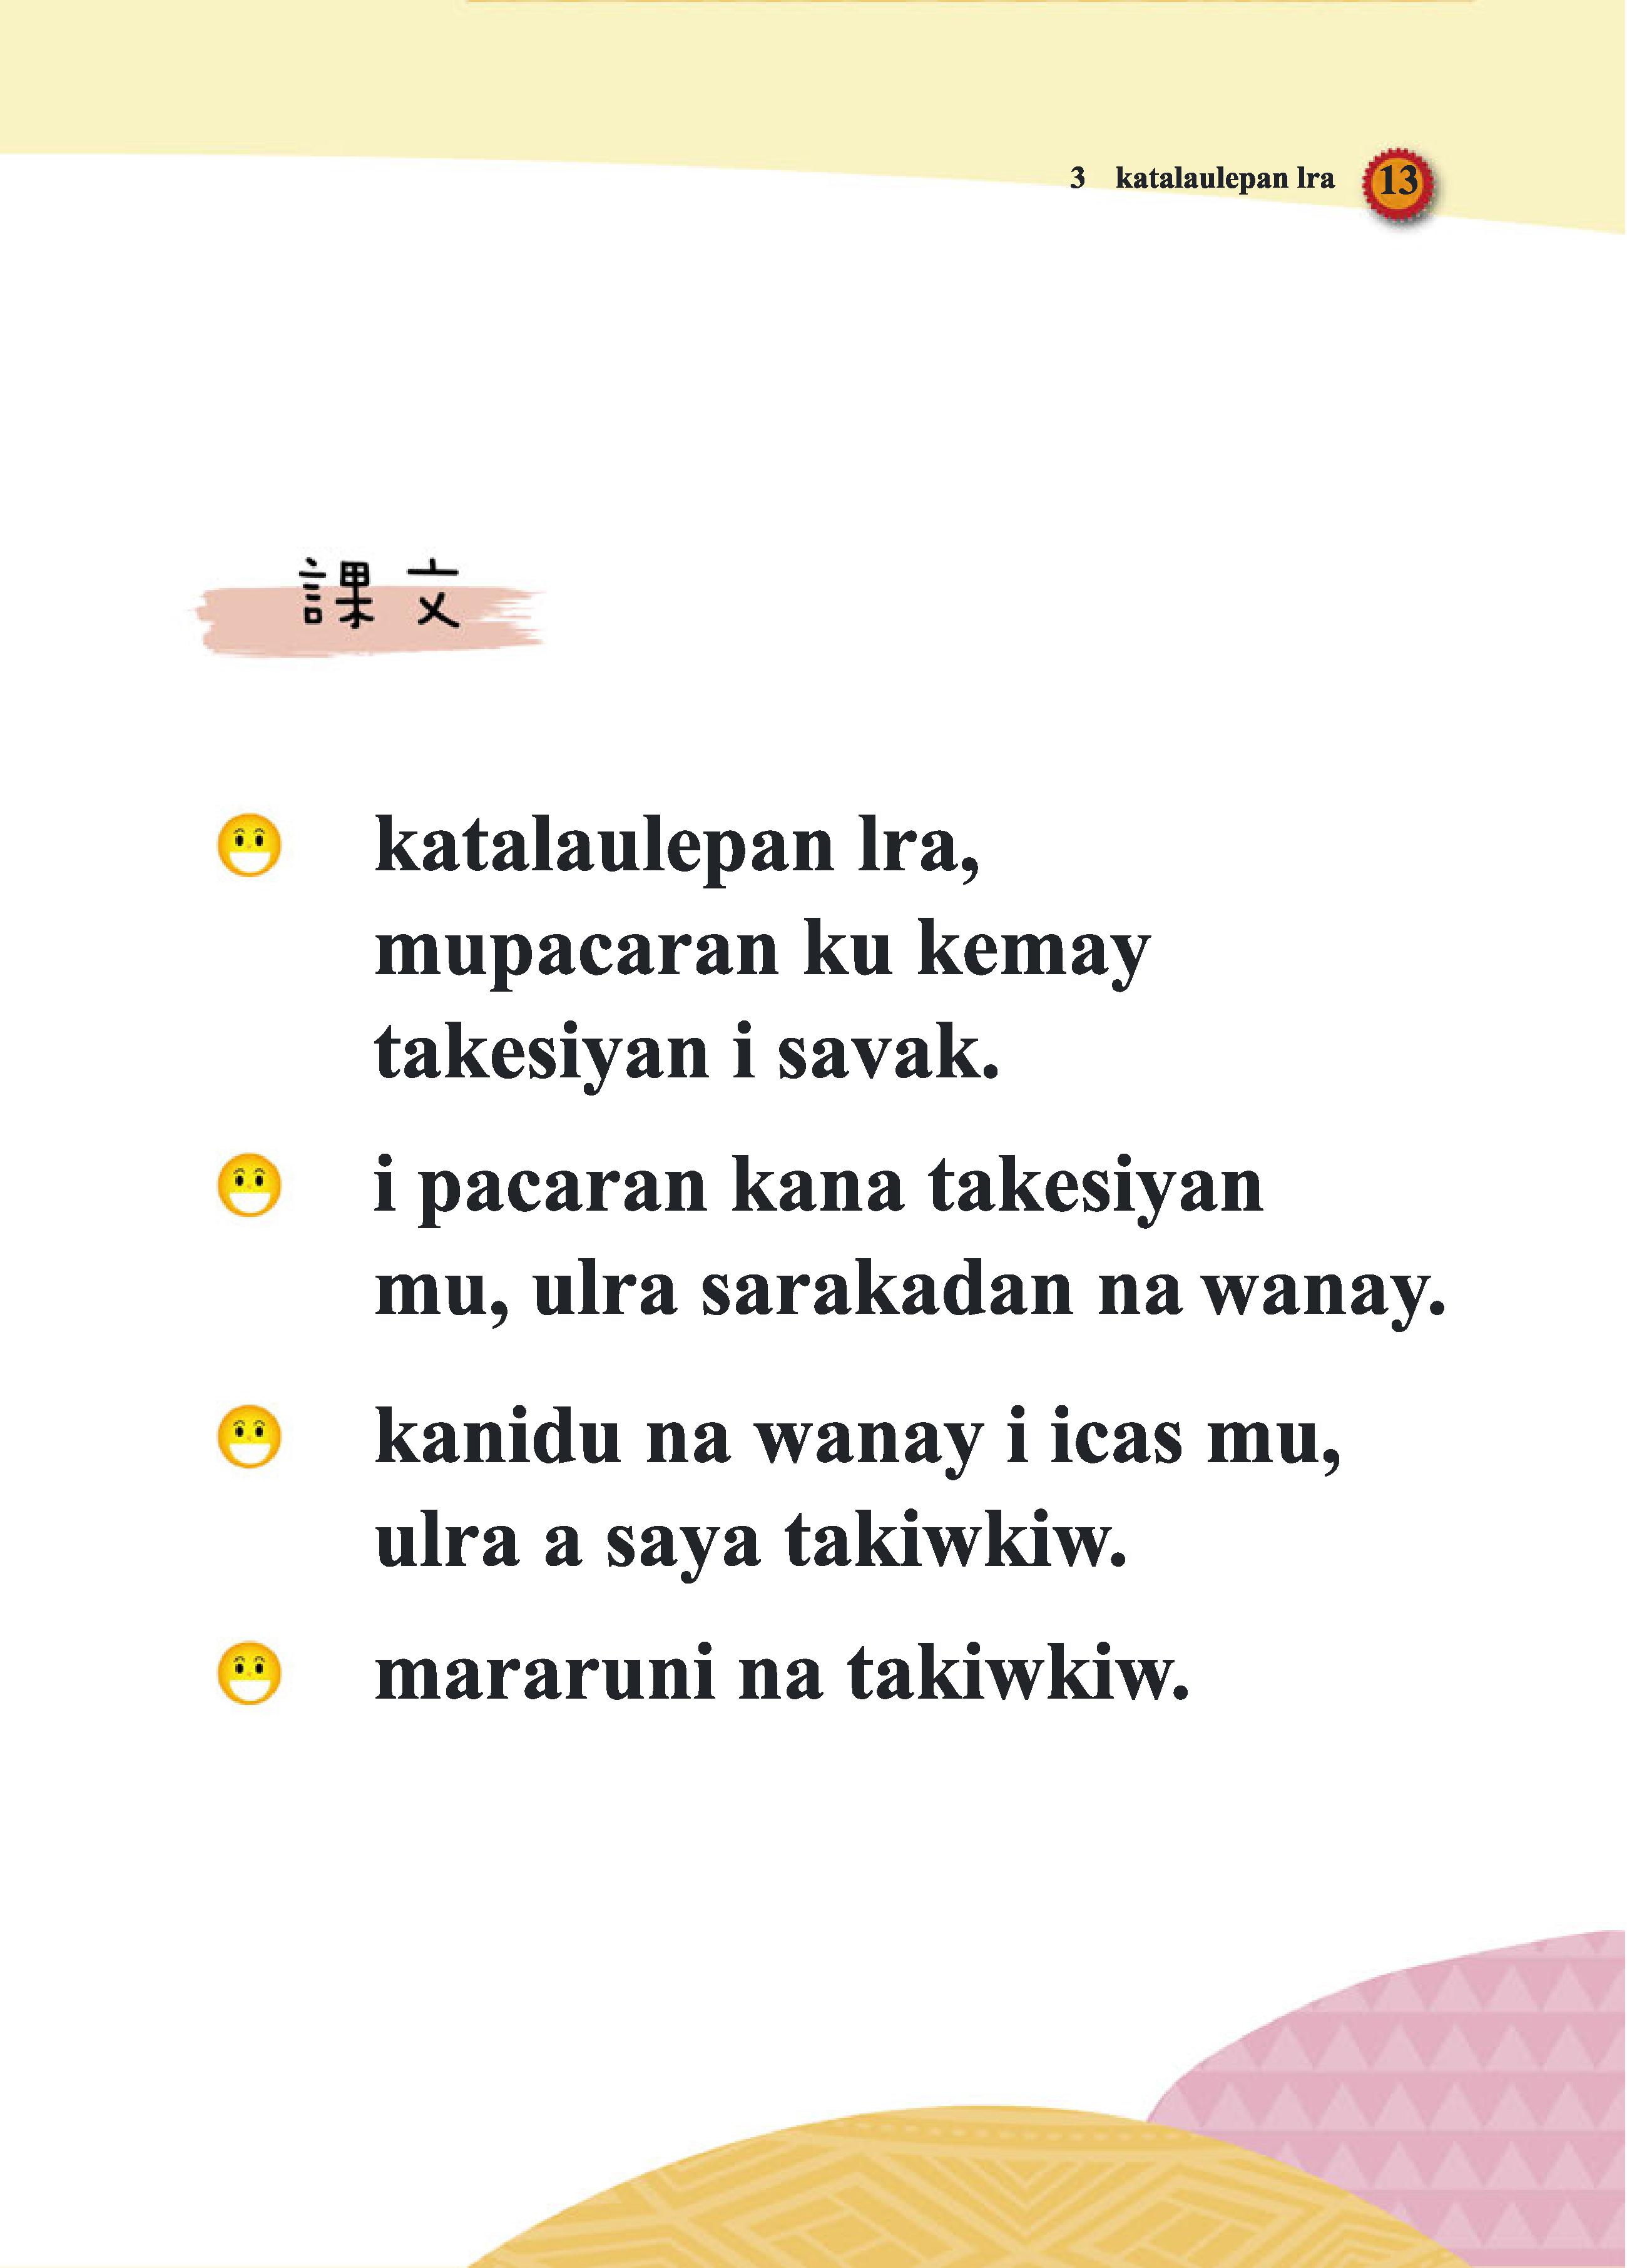 3 katalaulepan lra 13
課文
katalaulepan lra,
mupacaran ku kemay
takesiyan i savak.
i pacaran kana takesiyan
mu, ulra sarakadan na wanay.
kanidu na wanay i icas mu,
ulra a saya takiwkiw.
mararuni na takiwkiw.